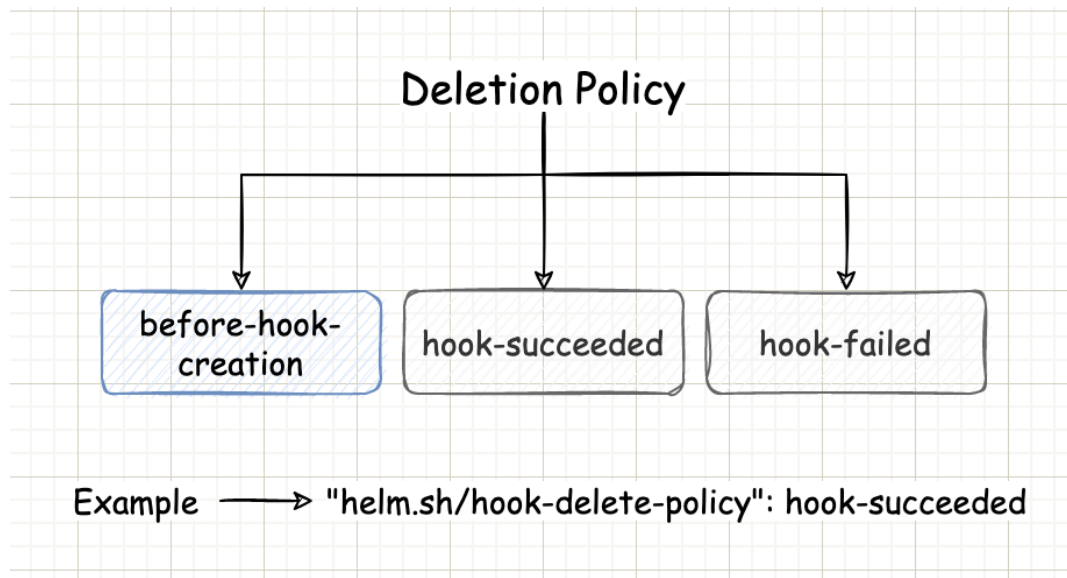 Deletion Policy
before-hook-
creation
hook-succeeded
hook-failed
Example
"helm.sh/hook-delete-policy": hook-succeeded